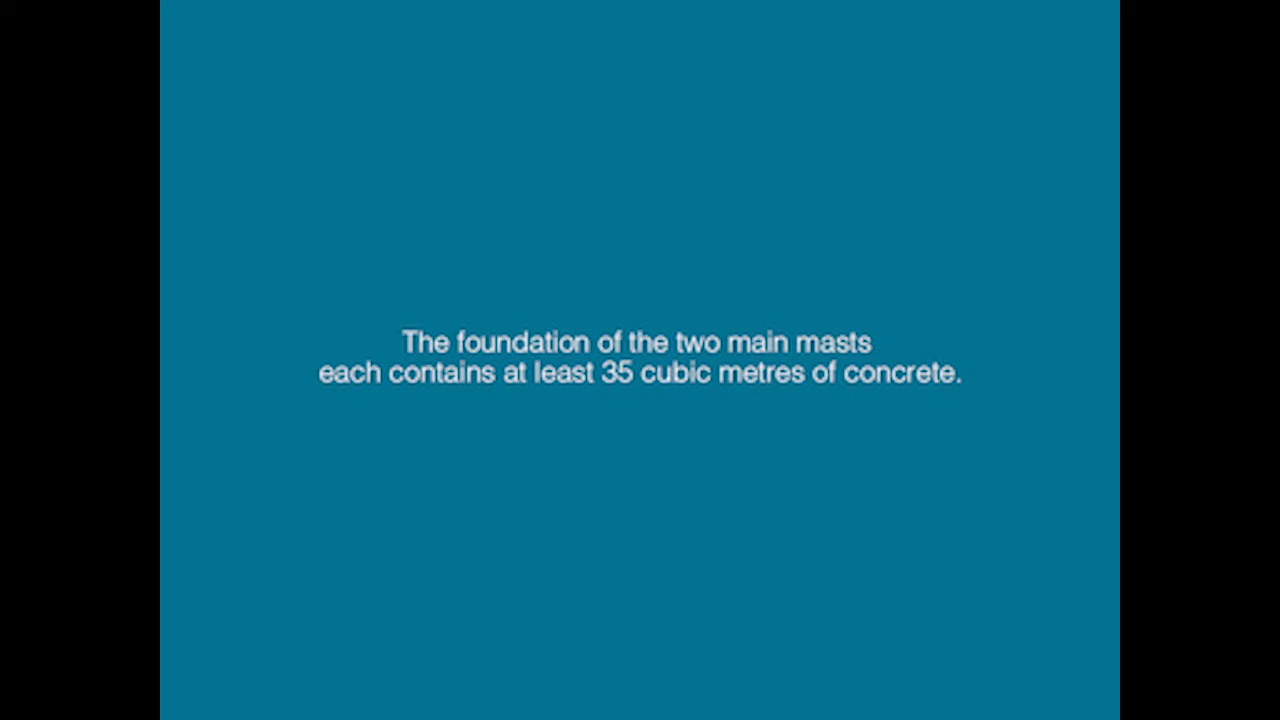 The foundation of the two main masts
each contains at least 35 cubic metres of concrete.